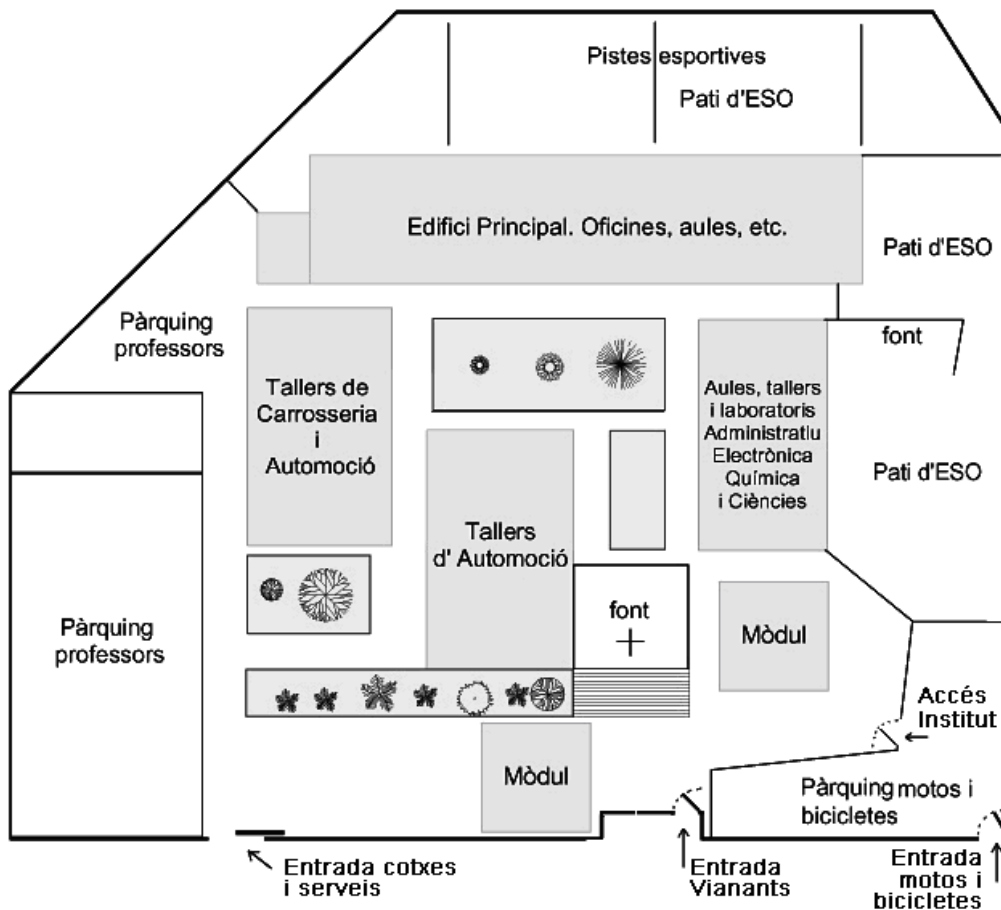 Pistes esportives
Pati d'ESO
Edifici Principal. Oficines, aules, etc.
Pati d'ESO
Pàrquing
professors
font
Tallers de
Carrosseria
i
Automoció
Aules, tallers
i laboratoris
Administratiu
Electrònica
Química
i Ciències
Pati d'ESO
Tallers
d' Automoció
Pàrquing
professors
font
Mòdul
Accés
Institut
Mòdul
Pàrquing motos i
bicicletes
Entrada cotxes
i serveis
Entrada
Vianants
Entrada
motos i
bicicletes